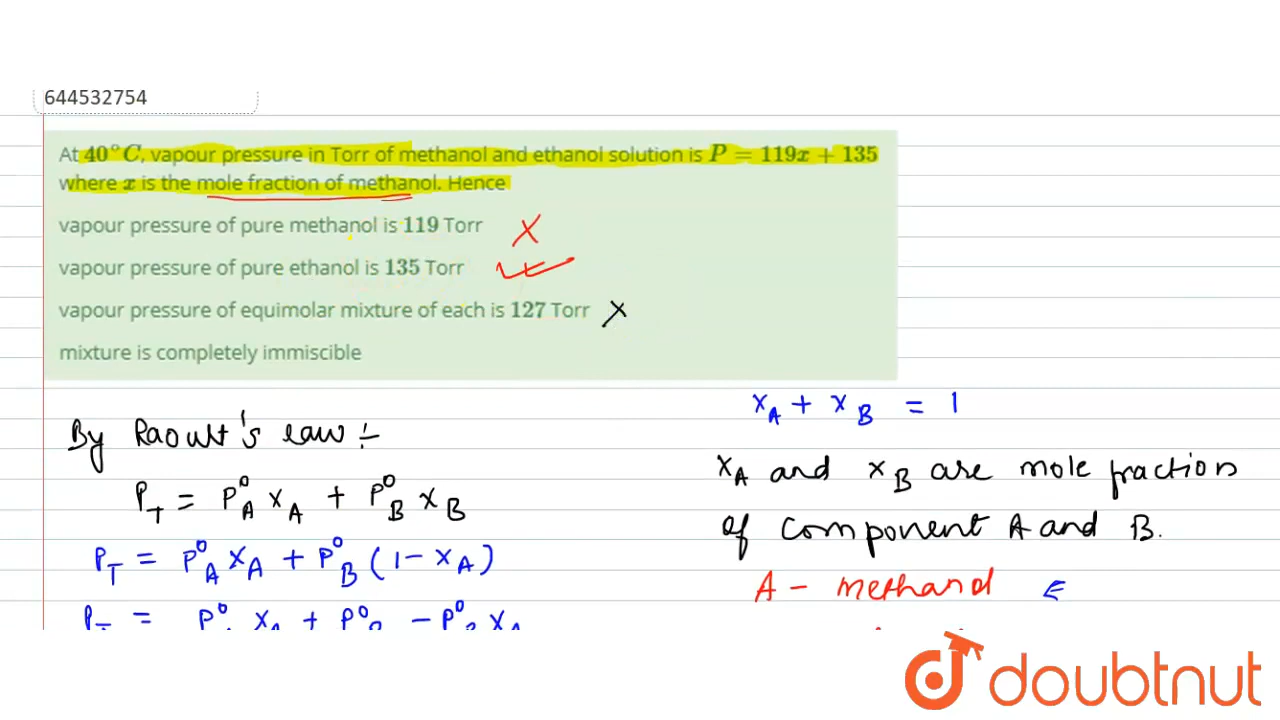 644532754
At 40°C, vapour pressure in Torr of methanol and ethanol solution is P = 119x + 135
where x is the mole fraction of methanol. Hence
vapour pressure of pure methanol is 119 Torr
vapour pressure of pure ethanol is 135 Torr
vapour pressure of equimolar mixture of each is 127 Torr
mixture is completely immiscible
By Raoult's law :-
P_T = P⁰_A x_A + P⁰_B x_B
P_T = P⁰_A x_A + P⁰_B (1 - x_A)
x_A + x_B = 1
x_A and x_B are mole fraction
of component A and B.
A - methanol
doubtnut